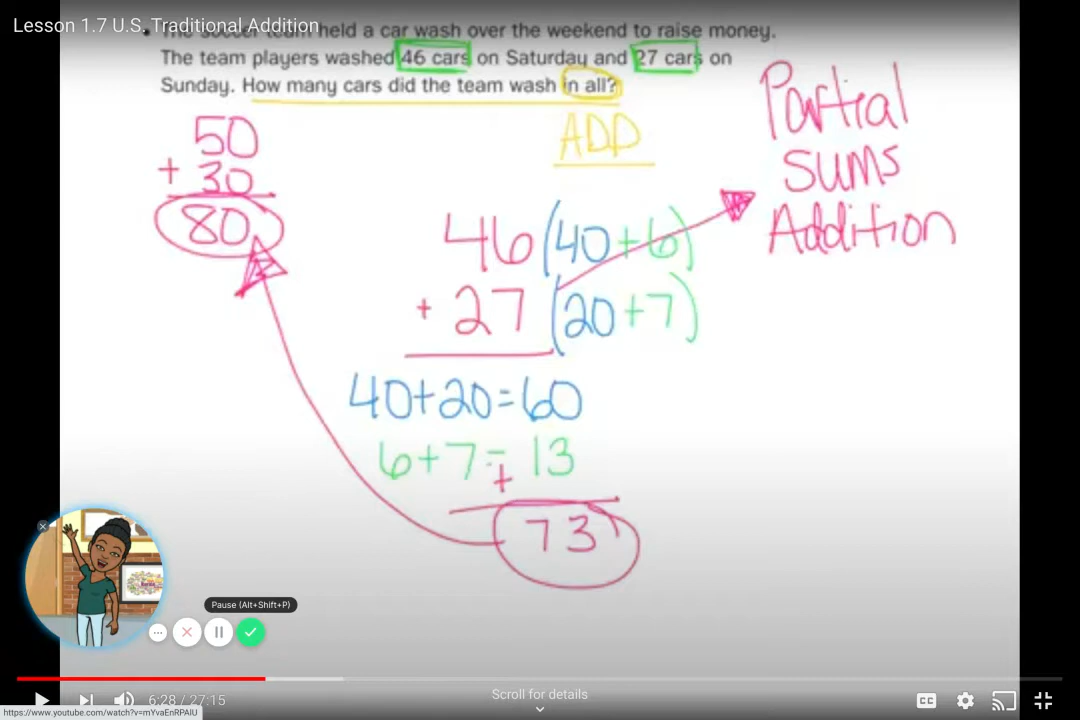 Lesson 1.7 U.S. Traditional Addition
held a car wash over the weekend to raise money.
The team players washed 46 cars on Saturday and 27 cars on
Sunday. How many cars did the team wash in all?
ADD
50
+ 30
80
Partial
sums
Addition
46 (40+6)
+ 27 (20+7)
40+20=60
6+7=13
+
73
Pause (Alt+Shift+P)
6:28 / 27:15
Scroll for details
CC
https://www.youtube.com/watch?v=mYvaEnRPAIU